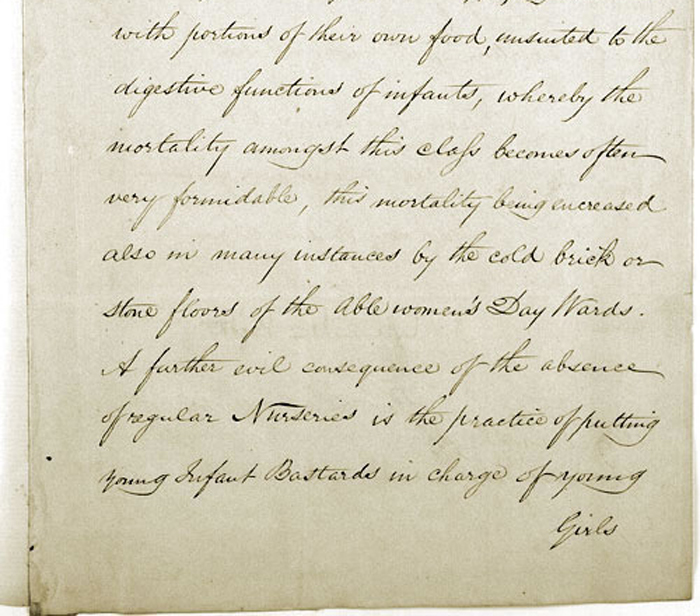 with portions of their own food, unsuited to the
digestive functions of infants, whereby the
mortality amongst this class becomes often
very formidable, this mortality being encreased
also in many instances by the cold brick or
stone floors of the Able women's Day Wards.
A further evil consequence of the absence
of regular Nurseries is the practice of putting
young Infant Bastards in charge of young
Girls